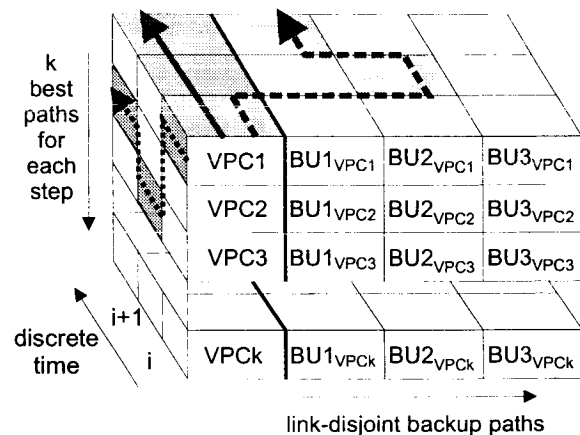 k
best
paths
for
each
step
VPC1 BU1VPC1 BU2VPC1 BU3VPC1
VPC2 BU1VPC2 BU2VPC2 BU3VPC2
VPC3 BU1VPC3 BU2VPC3 BU3VPC3
i+1
discrete
time
i
VPCk BU1VPCk BU2VPCk BU3VPCk
link-disjoint backup paths